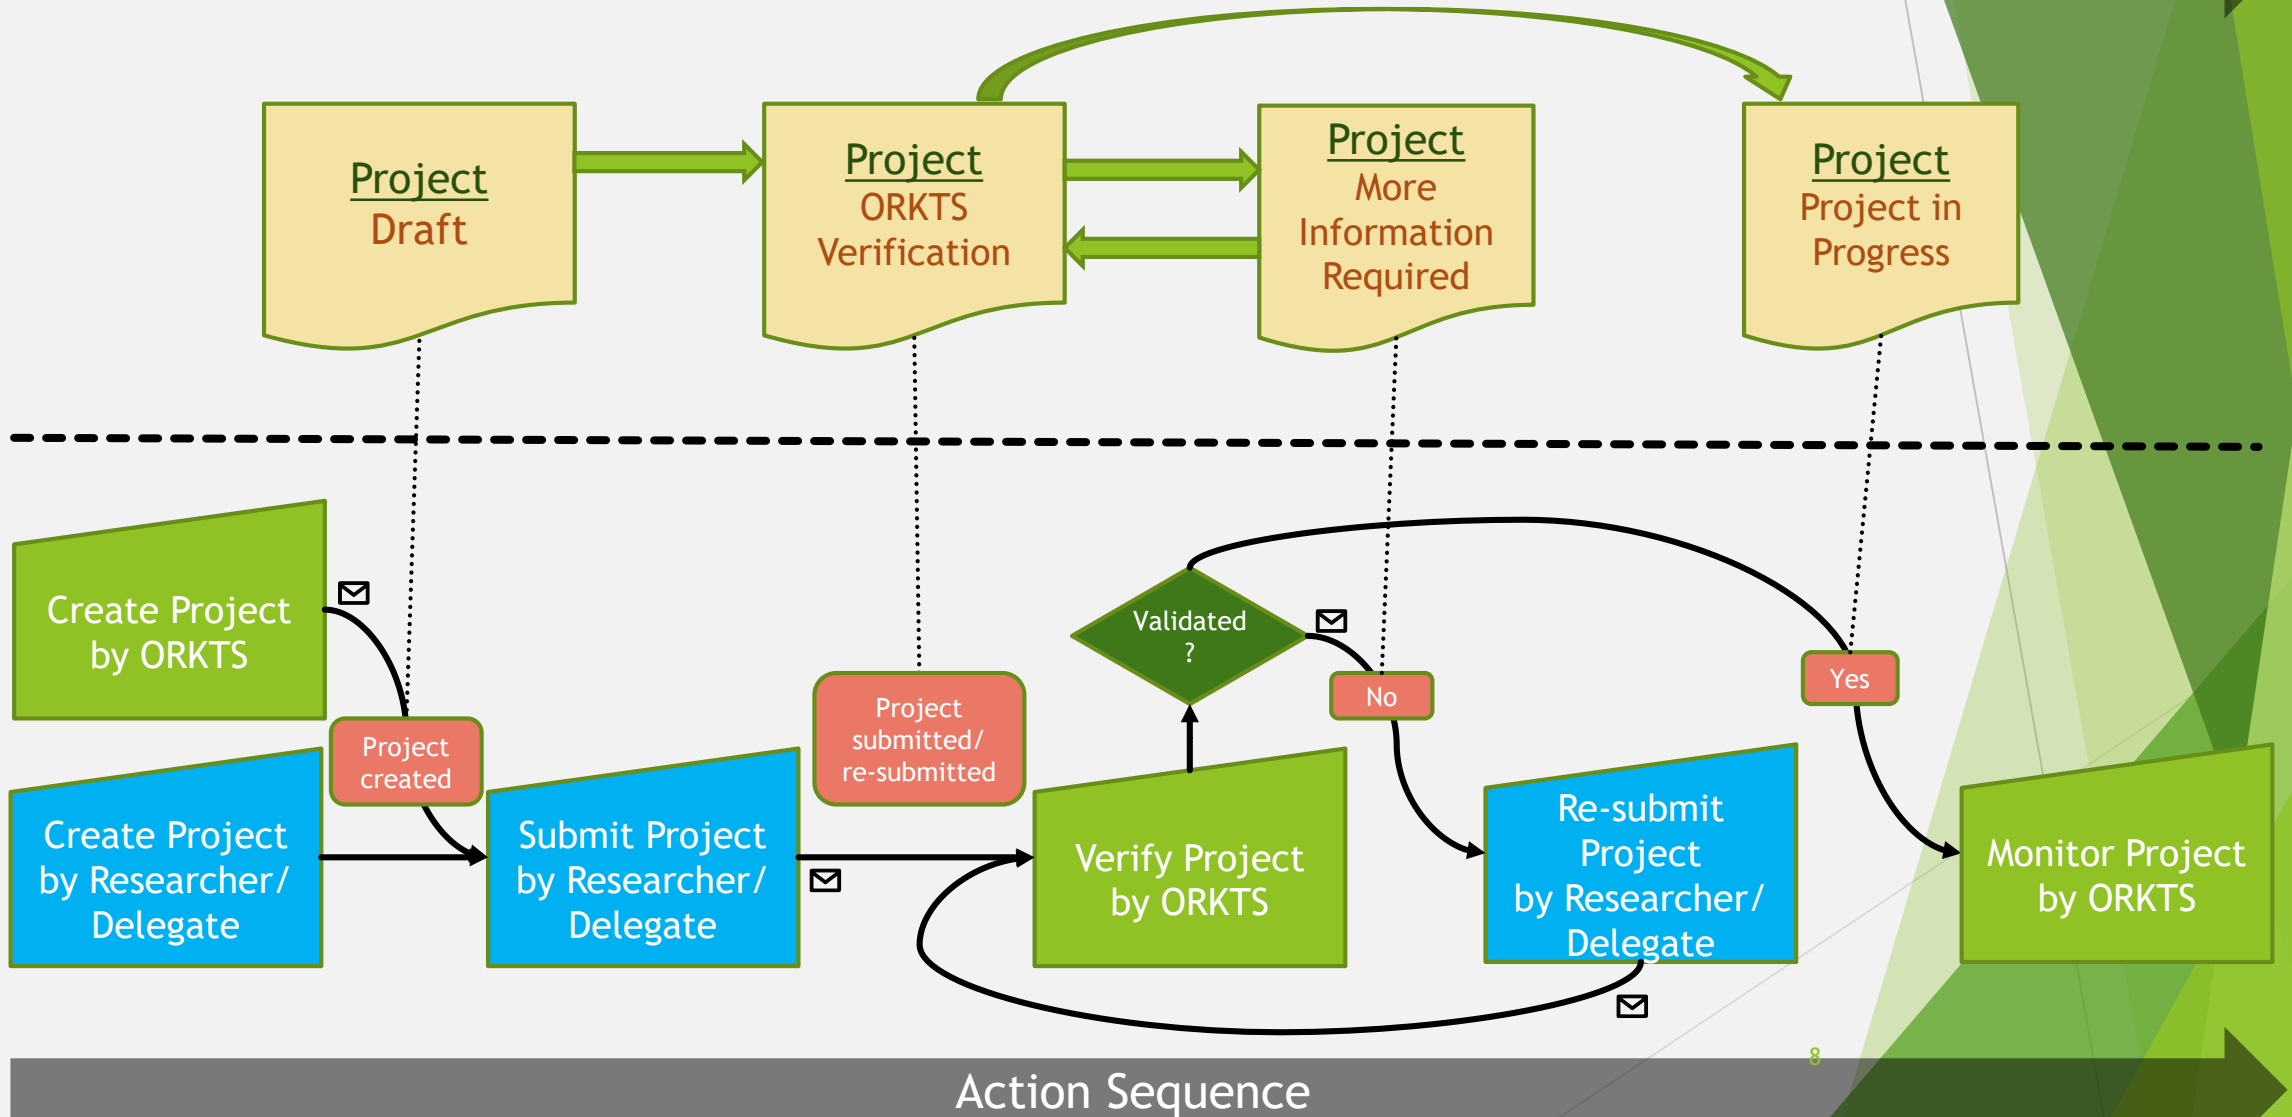 Project
Draft
Project
ORKTS
Verification
Project
More
Information
Required
Project
Project in
Progress
Create Project
by ORKTS
Project
created
Create Project
by Researcher/
Delegate
Submit Project
by Researcher/
Delegate
Project
submitted/
re-submitted
Validated
?
No
Yes
Verify Project
by ORKTS
Re-submit
Project
by Researcher/
Delegate
Monitor Project
by ORKTS
8
Action Sequence